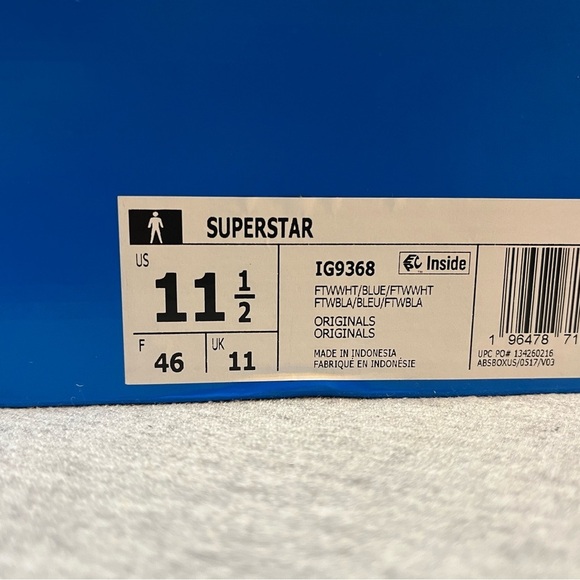 SUPERSTAR
US
11 1/2
F
46
UK
11
IG9368
Inside
FTWWHT/BLUE/FTWWHT
FTWBLA/BLEU/FTWBLA
ORIGINALS
ORIGINALS
MADE IN INDONESIA
FABRIQUÉ EN INDONÉSIE
1 96478 71
UPC PO# 134260216
ABSBOXUS/0517/V03